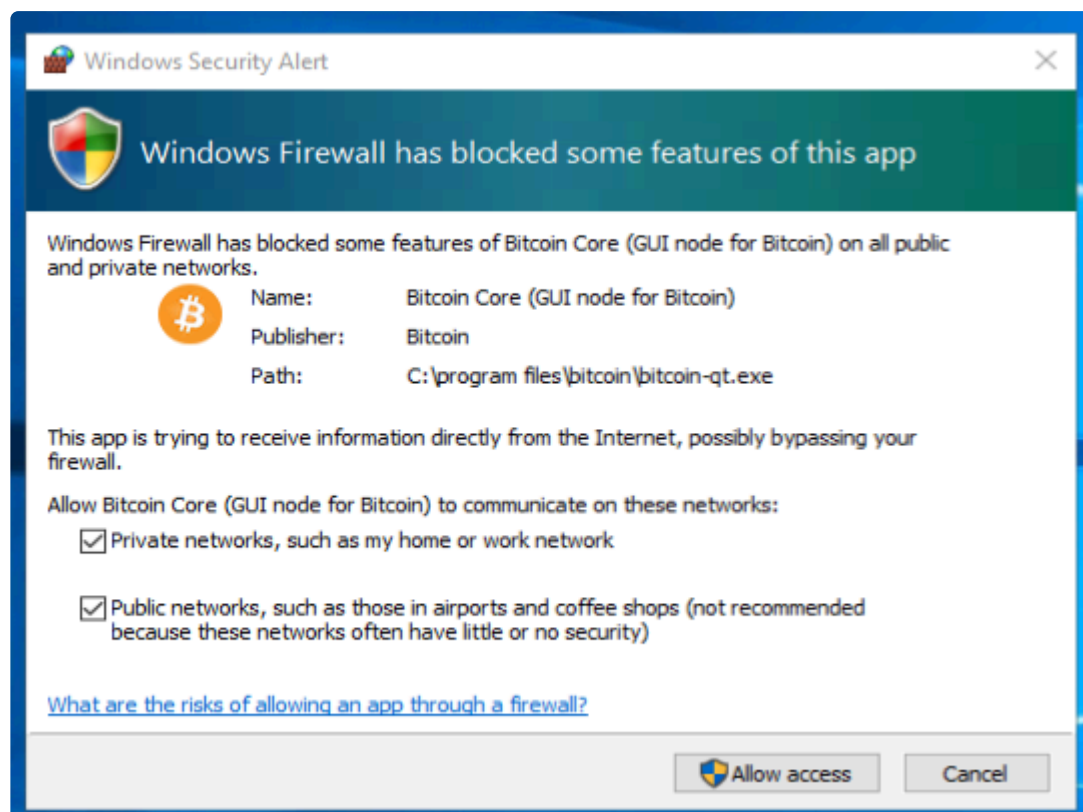 Windows Security Alert
Windows Firewall has blocked some features of this app
Windows Firewall has blocked some features of Bitcoin Core (GUI node for Bitcoin) on all public
and private networks.
Name: Bitcoin Core (GUI node for Bitcoin)
Publisher: Bitcoin
Path: C:\program files\bitcoin\bitcoin-qt.exe
This app is trying to receive information directly from the Internet, possibly bypassing your
firewall.
Allow Bitcoin Core (GUI node for Bitcoin) to communicate on these networks:
Private networks, such as my home or work network
Public networks, such as those in airports and coffee shops (not recommended
because these networks often have little or no security)
What are the risks of allowing an app through a firewall?
Allow access Cancel